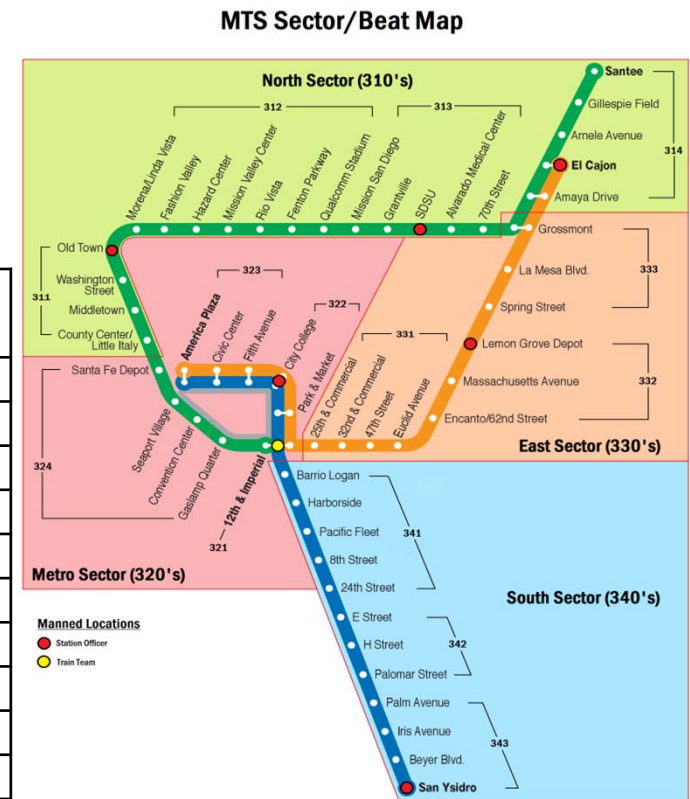 MTS Sector/Beat Map
North Sector (310's)
Santee
Gillespie Field
Arnele Avenue
El Cajon
Amaya Drive
314
312
313
Morena/Linda Vista
Fashion Valley
Hazard Center
Mission Valley Center
Rio Vista
Fenton Parkway
Qualcomm Stadium
Mission San Diego
Grantville
SDSU
Alvarado Medical Center
70th Street
Grossmont
La Mesa Blvd.
Spring Street
333
Lemon Grove Depot
Massachusetts Avenue
Encanto/62nd Street
332
East Sector (330's)
Old Town
Washington
Street
Middletown
County Center/
Little Italy
311
323
America Plaza
Civic Center
Fifth Avenue
322
City College
Park & Market
331
25th & Commercial
32nd & Commercial
47th Street
Euclid Avenue
Santa Fe Depot
Seaport Village
Convention Center
Gaslamp Quarter
324
12th & Imperial
321
Metro Sector (320's)
Barrio Logan
Harborside
Pacific Fleet
8th Street
24th Street
341
E Street
H Street
Palomar Street
342
Palm Avenue
Iris Avenue
Beyer Blvd.
San Ysidro
343
South Sector (340's)
Manned Locations
Station Officer
Train Team